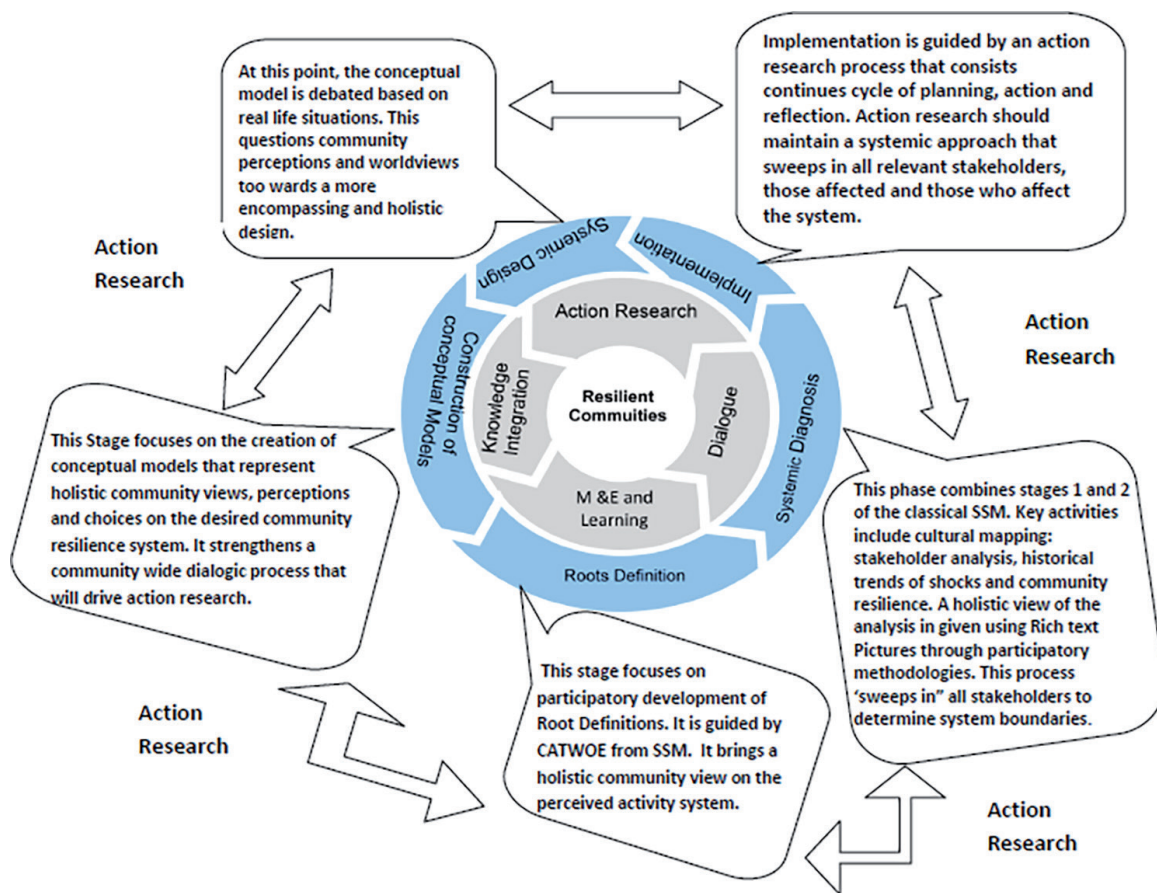 At this point, the conceptual
model is debated based on
real life situations. This
questions community
perceptions and worldviews
too wards a more
encompassing and holistic
design.
Implementation is guided by an action
research process that consists
continues cycle of planning, action and
reflection. Action research should
maintain a systemic approach that
sweeps in all relevant stakeholders,
those affected and those who affect
the system.
Action
Research
Action
Research
Systemic Design
Implementation
Construction of
conceptual Models
Systemic Diagnosis
Roots Definition
Action Research
Knowledge
Integration
Dialogue
M &E and
Learning
Resilient
Commuities
This Stage focuses on the creation of
conceptual models that represent
holistic community views, perceptions
and choices on the desired community
resilience system. It strengthens a
community wide dialogic process that
will drive action research.
This phase combines stages 1 and 2
of the classical SSM. Key activities
include cultural mapping:
stakeholder analysis, historical
trends of shocks and community
resilience. A holistic view of the
analysis in given using Rich text
Pictures through participatory
methodologies. This process
‘sweeps in” all stakeholders to
determine system boundaries.
This stage focuses on
participatory development of
Root Definitions. It is guided by
CATWOE from SSM.  It brings a
holistic community view on the
perceived activity system.
Action
Research
Action
Research